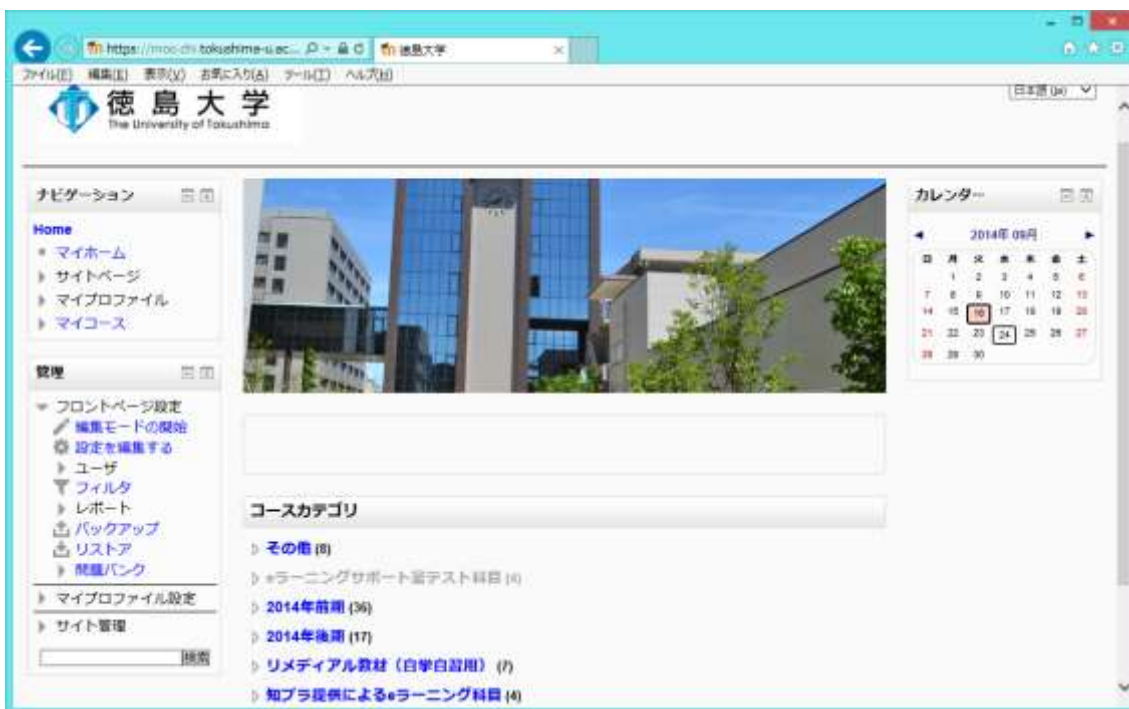 徳島大学
ファイル(F) 編集(E) 表示(V) お気に入り(A) ツール(T) ヘルプ(H)
徳島大学
The University of Tokushima
日本語 (ja)
ナビゲーション
Home
マイホーム
サイトページ
マイプロファイル
マイコース
管理
フロントページ設定
編集モードの開始
設定を編集する
ユーザ
フィルタ
レポート
バックアップ
リストア
問題バンク
マイプロファイル設定
サイト管理
検索
コースカテゴリ
その他 (8)
eラーニングサポート室テスト科目 (4)
2014年前期 (36)
2014年後期 (17)
リメディアル教材(自学自習用) (7)
知プラ提供によるeラーニング科目 (4)
カレンダー
2014年 09月
日 月 火 水 木 金 土
1 2 3 4 5 6
7 8 9 10 11 12 13
14 15 16 17 18 19 20
21 22 23 24 25 26 27
28 29 30